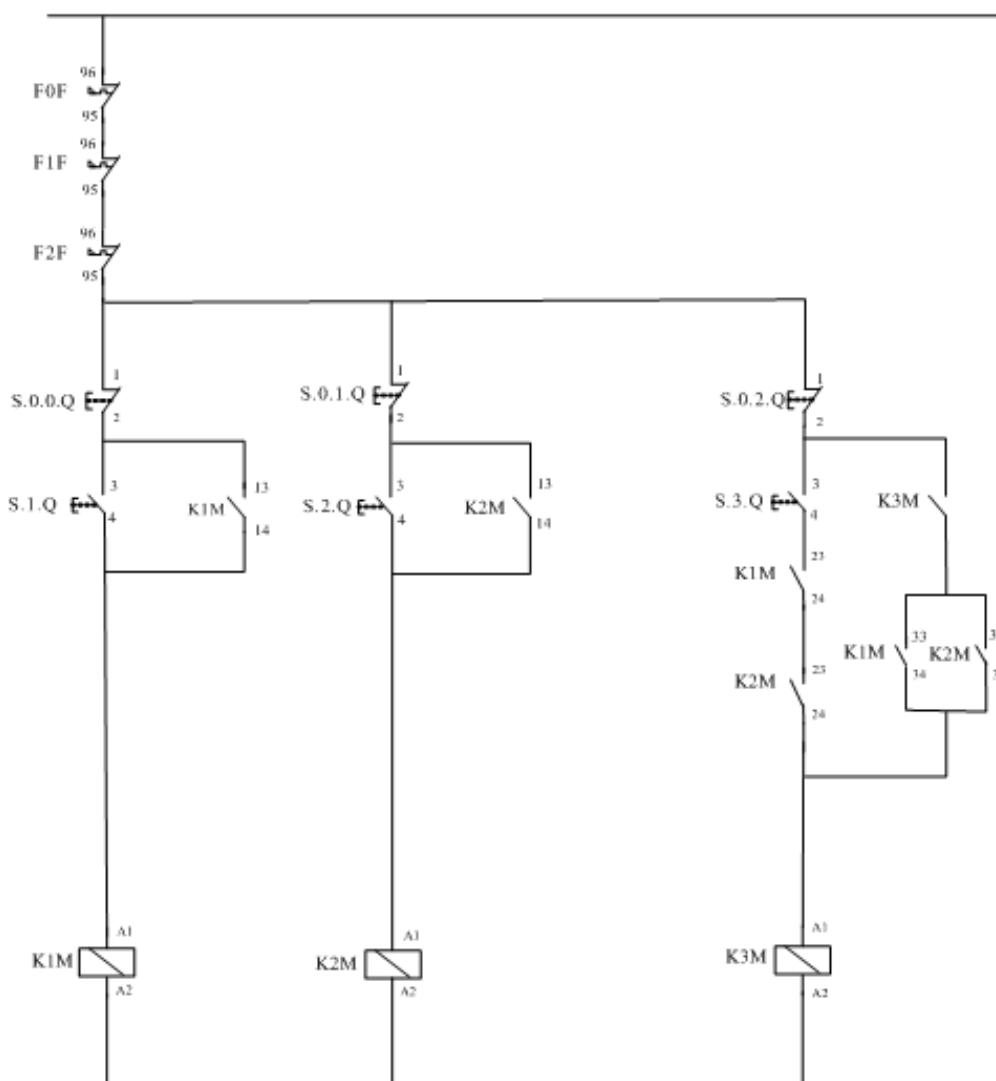 96
F0F
95
96
F1F
95
96
F2F
95
1
S.0.0.Q
2
1
S.0.1.Q
2
1
S.0.2.Q
2
3
S.1.Q
4
13
K1M
14
3
S.2.Q
4
13
K2M
14
3
S.3.Q
4
K3M
23
K1M
24
33
K1M
34
K2M
23
K2M
24
A1
K1M
A2
A1
K2M
A2
A1
K3M
A2